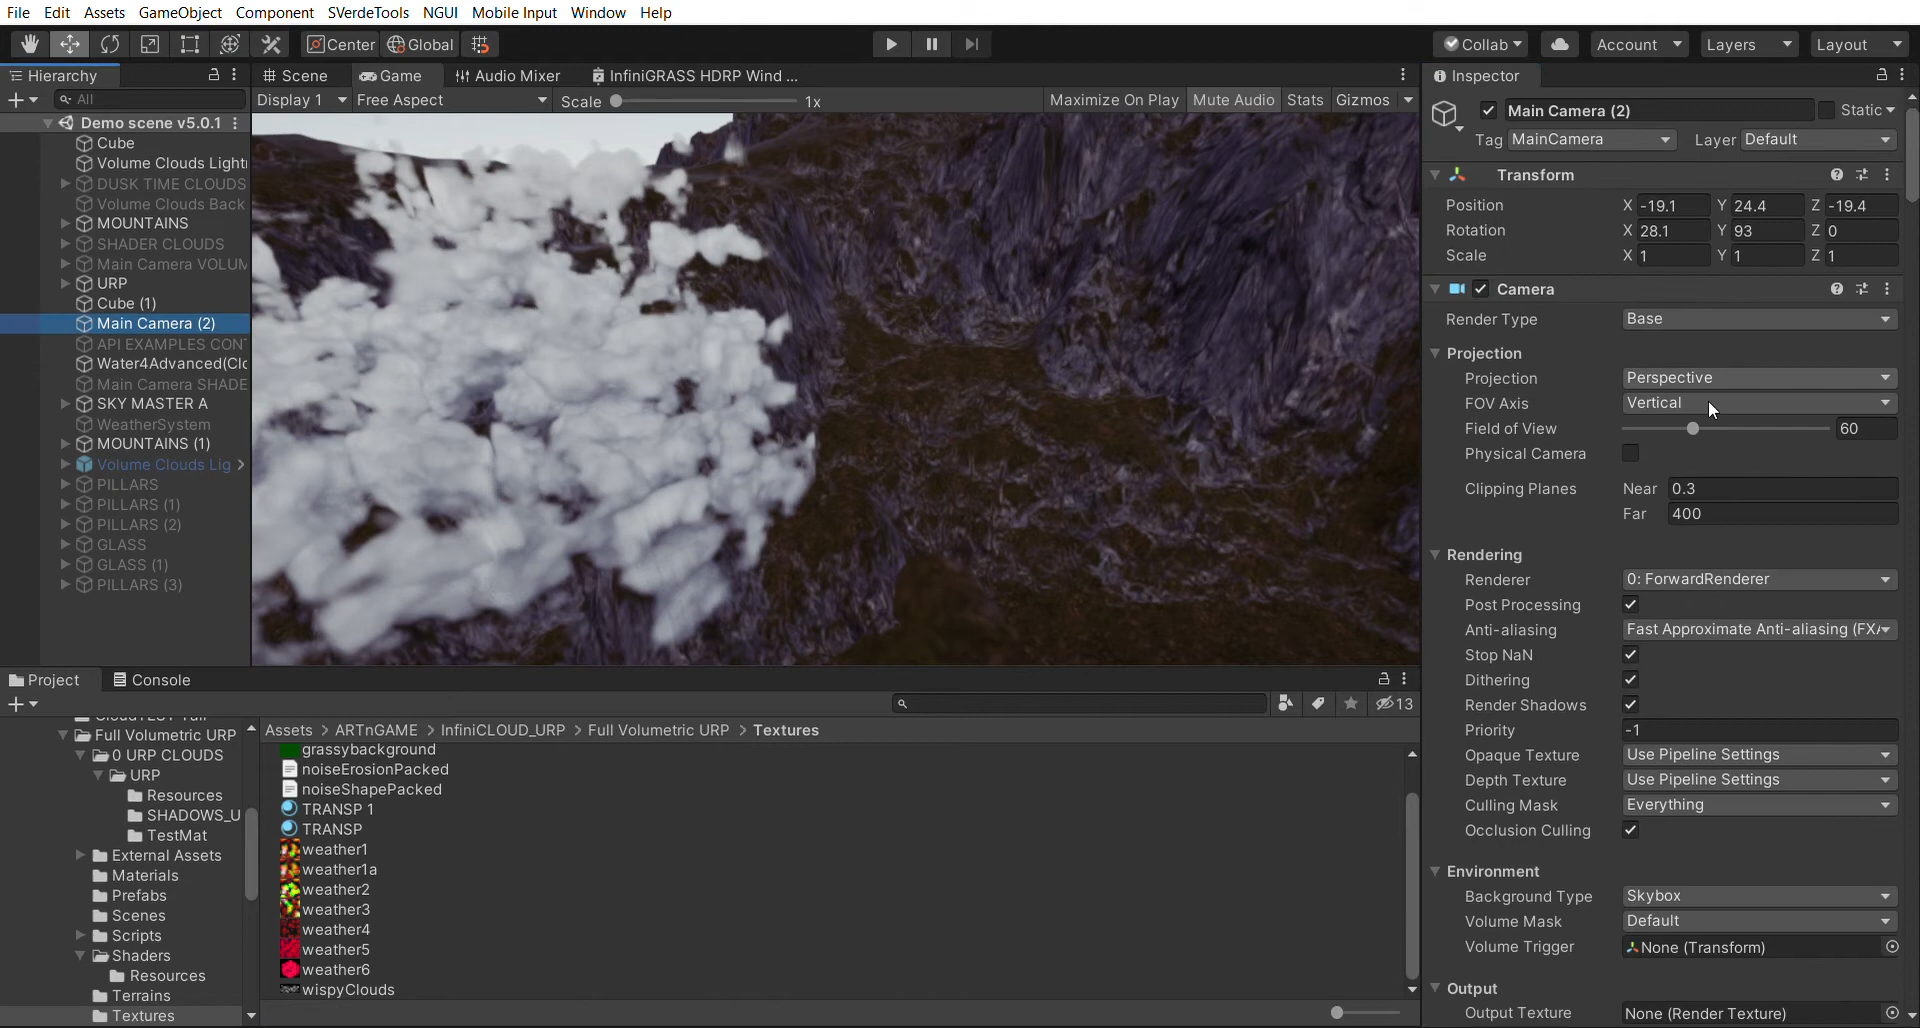 File Edit Assets GameObject Component SVerdeTools NGUI Mobile Input Window Help
Center Global Collab Account Layers Layout
Hierarchy
All
Demo scene v5.0.1
Cube
Volume Clouds Lightn
DUSK TIME CLOUDS
Volume Clouds Back
MOUNTAINS
SHADER CLOUDS
Main Camera VOLUM
URP
Cube (1)
Main Camera (2)
API EXAMPLES CONT
Water4Advanced(Clo
Main Camera SHADE
SKY MASTER A
WeatherSystem
MOUNTAINS (1)
Volume Clouds Lig
PILLARS
PILLARS (1)
PILLARS (2)
GLASS
GLASS (1)
PILLARS (3)
Scene Game Audio Mixer InfiniGRASS HDRP Wind ...
Display 1 Free Aspect Scale 1x Maximize On Play Mute Audio Stats Gizmos
Inspector
Main Camera (2) Static
Tag MainCamera Layer Default
Transform
Position X -19.1 Y 24.4 Z -19.4
Rotation X 28.1 Y 93 Z 0
Scale X 1 Y 1 Z 1
Camera
Render Type Base
Projection
Projection Perspective
FOV Axis Vertical
Field of View 60
Physical Camera
Clipping Planes Near 0.3
Far 400
Rendering
Renderer 0: ForwardRenderer
Post Processing
Anti-aliasing Fast Approximate Anti-aliasing (FXA
Stop NaN
Dithering
Render Shadows
Priority -1
Opaque Texture Use Pipeline Settings
Depth Texture Use Pipeline Settings
Culling Mask Everything
Occlusion Culling
Environment
Background Type Skybox
Volume Mask Default
Volume Trigger None (Transform)
Output
Output Texture None (Render Texture)
Project Console
13
Full Volumetric URP
0 URP CLOUDS
URP
Resources
SHADOWS_U
TestMat
External Assets
Materials
Prefabs
Scenes
Scripts
Shaders
Resources
Terrains
Textures
Assets > ARTnGAME > InfiniCLOUD_URP > Full Volumetric URP > Textures
grassybackground
noiseErosionPacked
noiseShapePacked
TRANSP 1
TRANSP
weather1
weather1a
weather2
weather3
weather4
weather5
weather6
wispyClouds